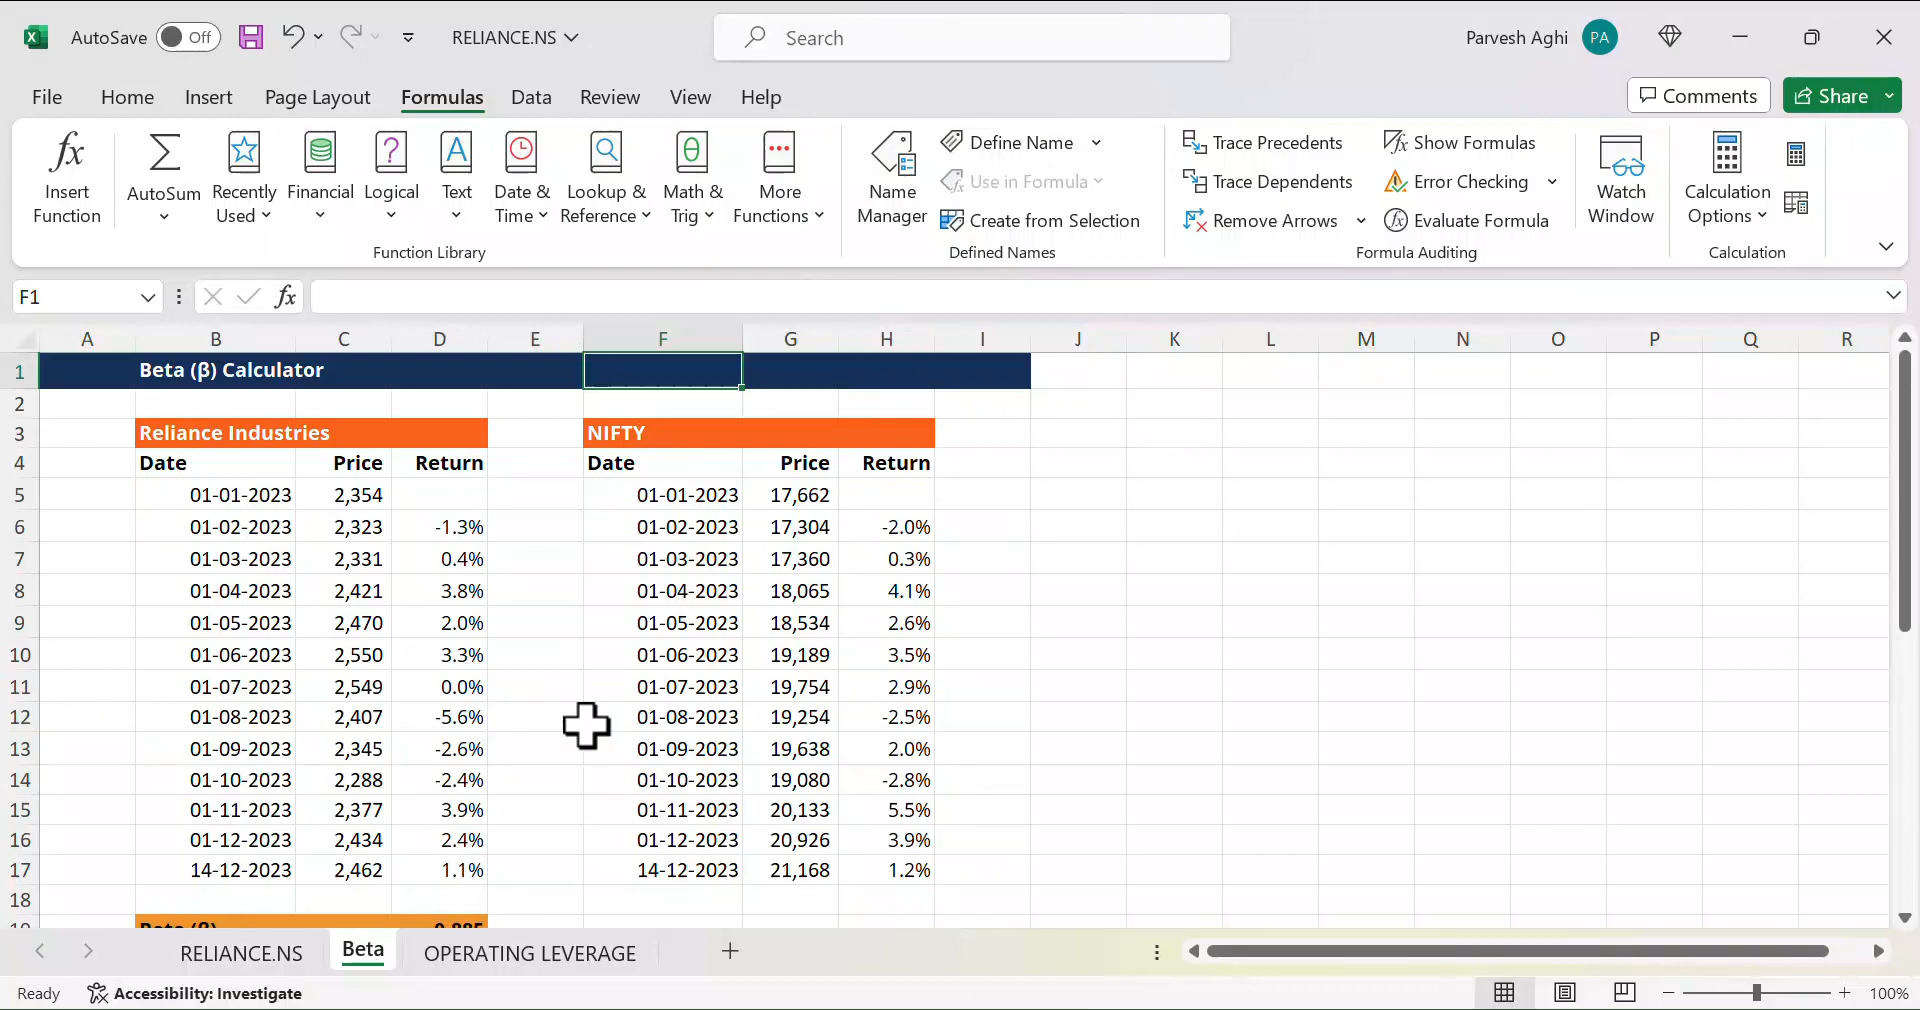 AutoSave Off RELIANCE.NS Search Parvesh Aghi PA
File Home Insert Page Layout Formulas Data Review View Help Comments Share
fx Insert Function
AutoSum
Recently Used
Financial
Logical
Text
Date & Time
Lookup & Reference
Math & Trig
More Functions
Function Library
Name Manager
Define Name
Use in Formula
Create from Selection
Defined Names
Trace Precedents Show Formulas
Trace Dependents Error Checking
Remove Arrows Evaluate Formula
Formula Auditing
Watch Window
Calculation Options
Calculation
F1 fx
A B C D E F G H I J K L M N O P Q R
1 Beta (β) Calculator
2
3 Reliance Industries NIFTY
4 Date Price Return Date Price Return
5 01-01-2023 2,354 01-01-2023 17,662
6 01-02-2023 2,323 -1.3% 01-02-2023 17,304 -2.0%
7 01-03-2023 2,331 0.4% 01-03-2023 17,360 0.3%
8 01-04-2023 2,421 3.8% 01-04-2023 18,065 4.1%
9 01-05-2023 2,470 2.0% 01-05-2023 18,534 2.6%
10 01-06-2023 2,550 3.3% 01-06-2023 19,189 3.5%
11 01-07-2023 2,549 0.0% 01-07-2023 19,754 2.9%
12 01-08-2023 2,407 -5.6% 01-08-2023 19,254 -2.5%
13 01-09-2023 2,345 -2.6% 01-09-2023 19,638 2.0%
14 01-10-2023 2,288 -2.4% 01-10-2023 19,080 -2.8%
15 01-11-2023 2,377 3.9% 01-11-2023 20,133 5.5%
16 01-12-2023 2,434 2.4% 01-12-2023 20,926 3.9%
17 14-12-2023 2,462 1.1% 14-12-2023 21,168 1.2%
18
19 Beta (β)
RELIANCE.NS Beta OPERATING LEVERAGE
Ready Accessibility: Investigate 100%